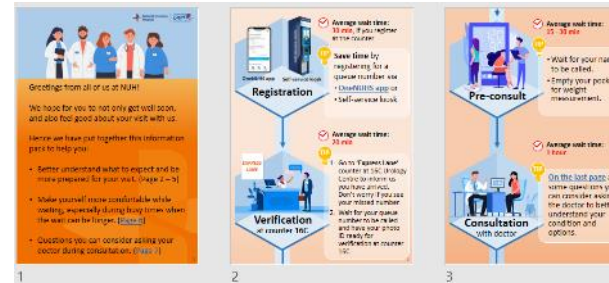 Greetings from all of us at NUH!
We hope for you to not only get well soon,
and also feel good about your visit with us.
Hence we have put together this information
pack to help you:
• Better understand what to expect and be
more prepared for your visit. (Page 2 – 5)
• Make yourself more comfortable while
waiting, especially during busy times when
the wait can be longer. (Page 6)
• Questions you can consider asking your
doctor during consultation. (Page 7)
1
Average wait time:
10 min, if you register
at the counter
Save time by
registering for a
queue number via
• OneNUHS app or
• Self-service kiosk
OneNUHS app
Self-service kiosk
Registration
Average wait time:
20 min
1. Go to 'Express Lane'
counter at 16C Urology
Centre to inform us
you have arrived.
Don't worry if you see
your missed number
2. Wait for your queue
number to be called
and have your photo
ID ready for
verification at counter
16C
EXPRESS
LANE
Verification
at counter 16C
2
Average wait time:
15 - 30 min
• Wait for your
to be called.
• Empty your
for weight
measurement.
Pre-consult
Average wait time:
1 hour
On the last page
some questions
can consider
the doctor to
understand your
condition and
options.
Consultation
with doctor
3